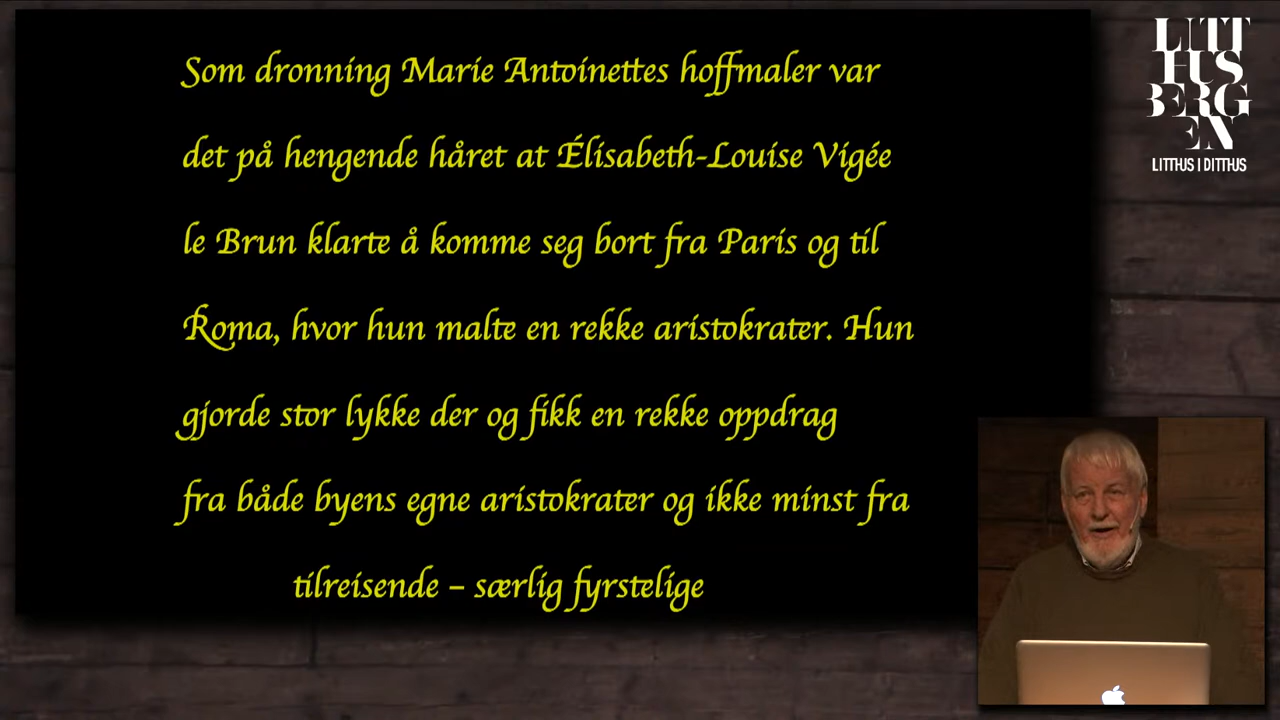 Som dronning Marie Antoinettes hoffmaler var
det på hengende håret at Élisabeth-Louise Vigée
le Brun klarte å komme seg bort fra Paris og til
Roma, hvor hun malte en rekke aristokrater. Hun
gjorde stor lykke der og fikk en rekke oppdrag
fra både byens egne aristokrater og ikke minst fra
tilreisende – særlig fyrstelige
LITT
HUS
BERG
EN
LITTHUS I DITTHUS